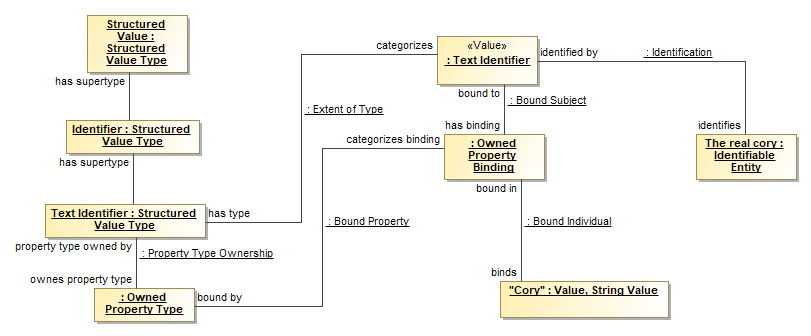 Structured
Value :
Structured
Value Type
has supertype
Identifier : Structured
Value Type
has supertype
Text Identifier : Structured
Value Type
has type
property type owned by
: Property Type Ownership
ownes property type
: Owned
Property Type
bound by
categorizes
: Extent of Type
categorizes binding
: Bound Property
«Value»
: Text Identifier
identified by
: Identification
bound to
: Bound Subject
has binding
: Owned
Property
Binding
identifies
The real cory :
Identifiable
Entity
bound in
: Bound Individual
binds
"Cory" : Value, String Value